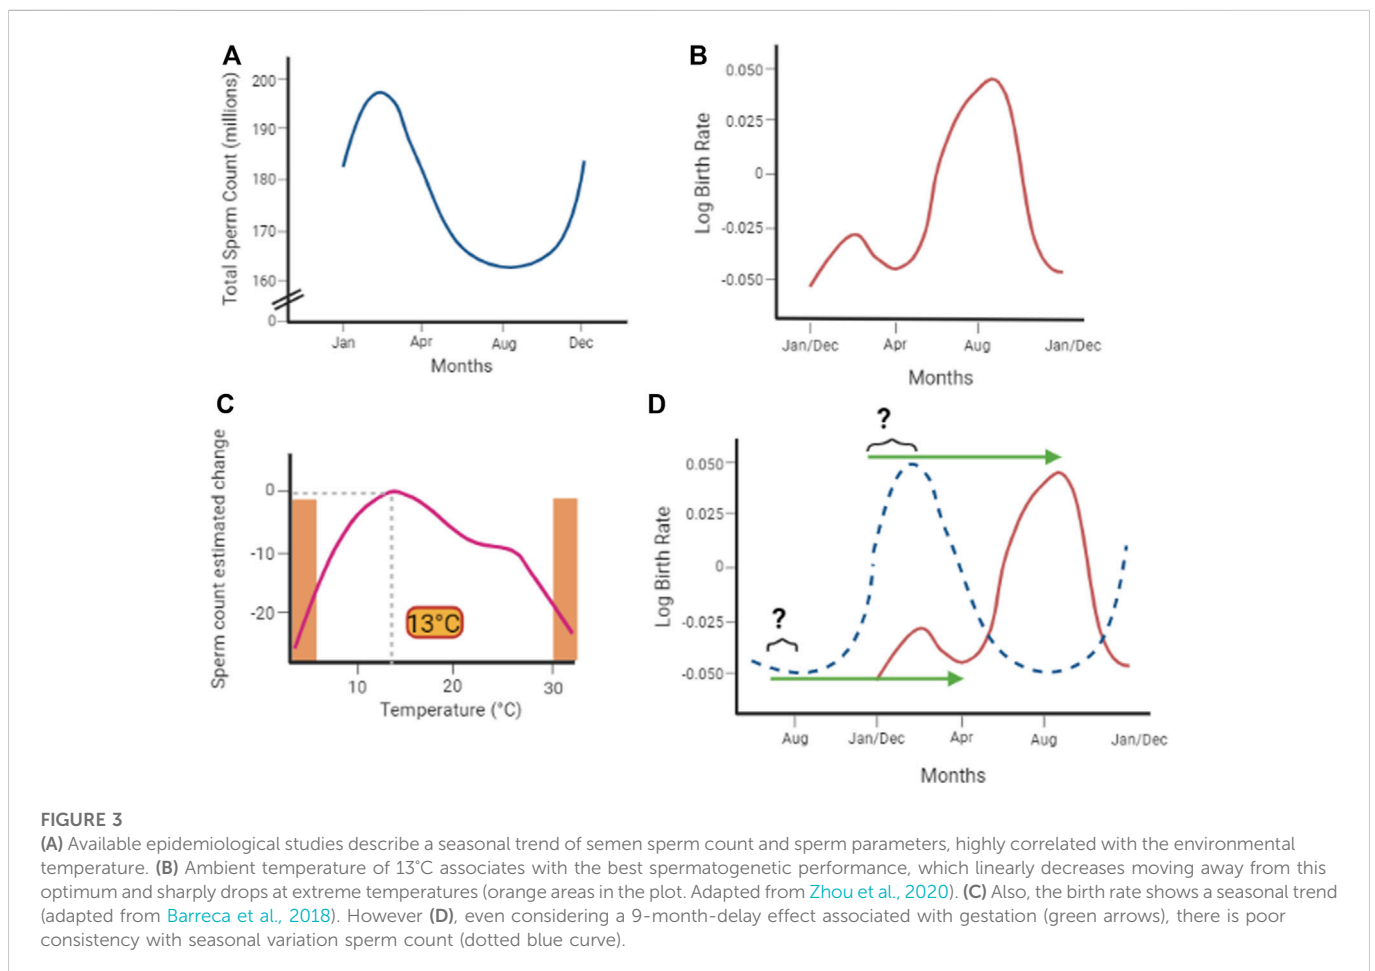 A
Total Sperm Count (millions)
200
190
180
170
160
0
Jan Apr Aug Dec
Months
B
Log Birth Rate
0.050
0.025
0
-0.025
-0.050
Jan/Dec Apr Aug Jan/Dec
Months
C
Sperm count estimated change
0
-10
-20
13°C
10 20 30
Temperature (°C)
D
?
?
Log Birth Rate
0.050
0.025
0
-0.025
-0.050
Aug Jan/Dec Apr Aug Jan/Dec
Months
FIGURE 3
(A) Available epidemiological studies describe a seasonal trend of semen sperm count and sperm parameters, highly correlated with the environmental
temperature. (B) Ambient temperature of 13°C associates with the best spermatogenetic performance, which linearly decreases moving away from this
optimum and sharply drops at extreme temperatures (orange areas in the plot. Adapted from Zhou et al., 2020). (C) Also, the birth rate shows a seasonal trend
(adapted from Barreca et al., 2018). However (D), even considering a 9-month-delay effect associated with gestation (green arrows), there is poor
consistency with seasonal variation sperm count (dotted blue curve).